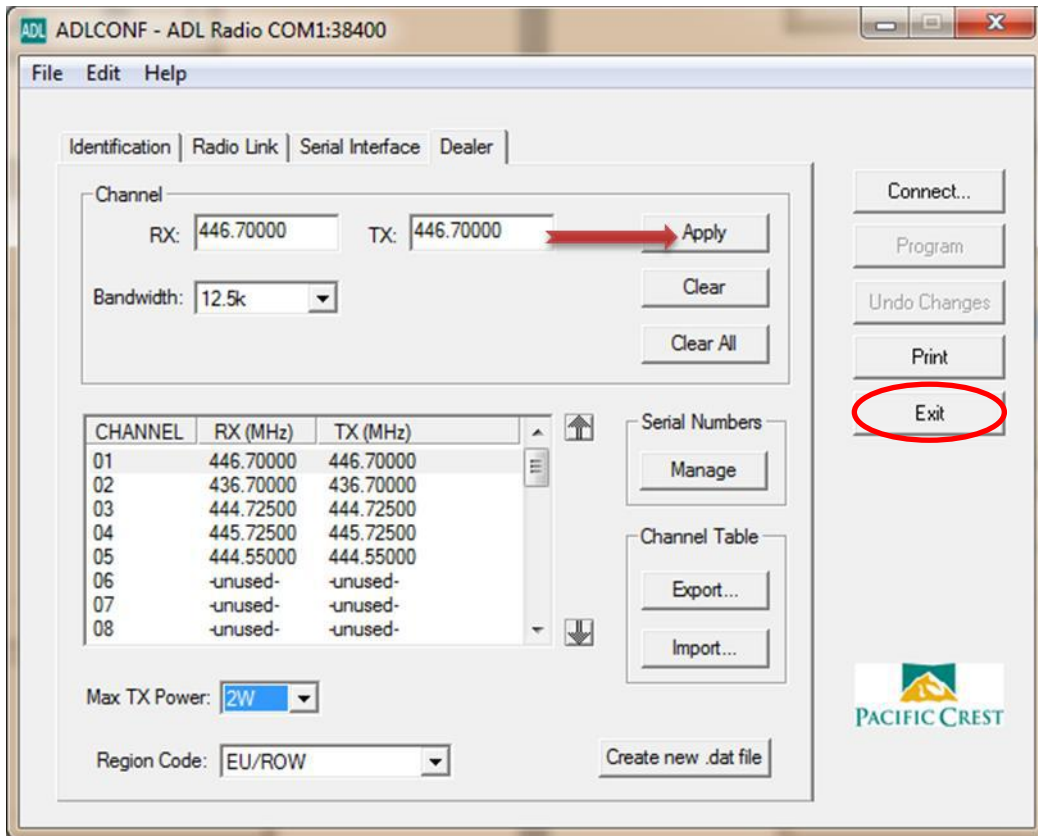 ADL ADLCONF - ADL Radio COM1:38400
File Edit Help
Identification Radio Link Serial Interface Dealer
Channel
RX: 446.70000 TX: 446.70000 Apply
Bandwidth: 12.5k Clear
Clear All
Connect...
Program
Undo Changes
Print
Exit
CHANNEL RX (MHz) TX (MHz)
01 446.70000 446.70000
02 436.70000 436.70000
03 444.72500 444.72500
04 445.72500 445.72500
05 444.55000 444.55000
06 -unused- -unused-
07 -unused- -unused-
08 -unused- -unused-
Serial Numbers
Manage
Channel Table
Export...
Import...
Max TX Power: 2W
Region Code: EU/ROW
Create new .dat file
PACIFIC CREST